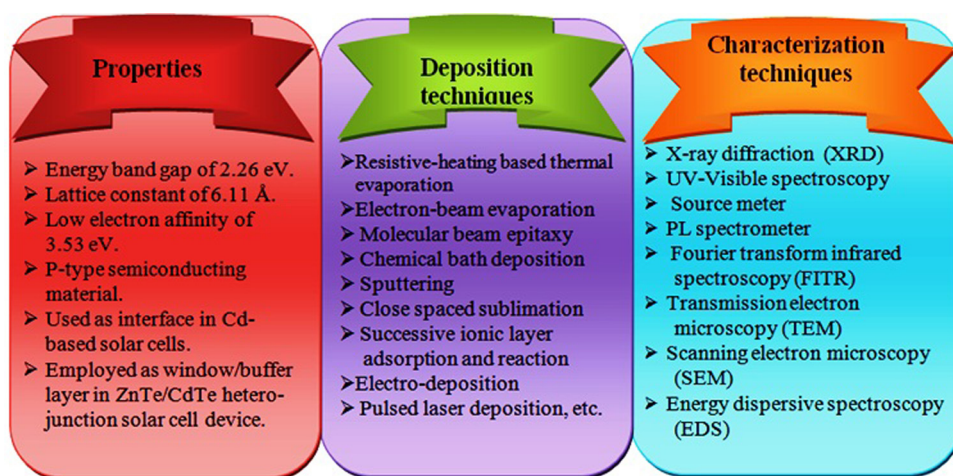 Properties
➢ Energy band gap of 2.26 eV.
➢ Lattice constant of 6.11 Å.
➢ Low electron affinity of
3.53 eV.
➢ P-type semiconducting
material.
➢ Used as interface in Cd-
based solar cells.
➢ Employed as window/buffer
layer in ZnTe/CdTe hetero-
junction solar cell device.
Deposition
techniques
➢Resistive-heating based thermal
evaporation
➢Electron-beam evaporation
➢ Molecular beam epitaxy
➢ Chemical bath deposition
➢ Sputtering
➢ Close spaced sublimation
➢ Successive ionic layer
adsorption and reaction
➢Electro-deposition
➢ Pulsed laser deposition, etc.
Characterization
techniques
➢ X-ray diffraction (XRD)
➢ UV-Visible spectroscopy
➢ Source meter
➢ PL spectrometer
➢ Fourier transform infrared
spectroscopy (FITR)
➢ Transmission electron
microscopy (TEM)
➢ Scanning electron microscopy
(SEM)
➢ Energy dispersive spectroscopy
(EDS)